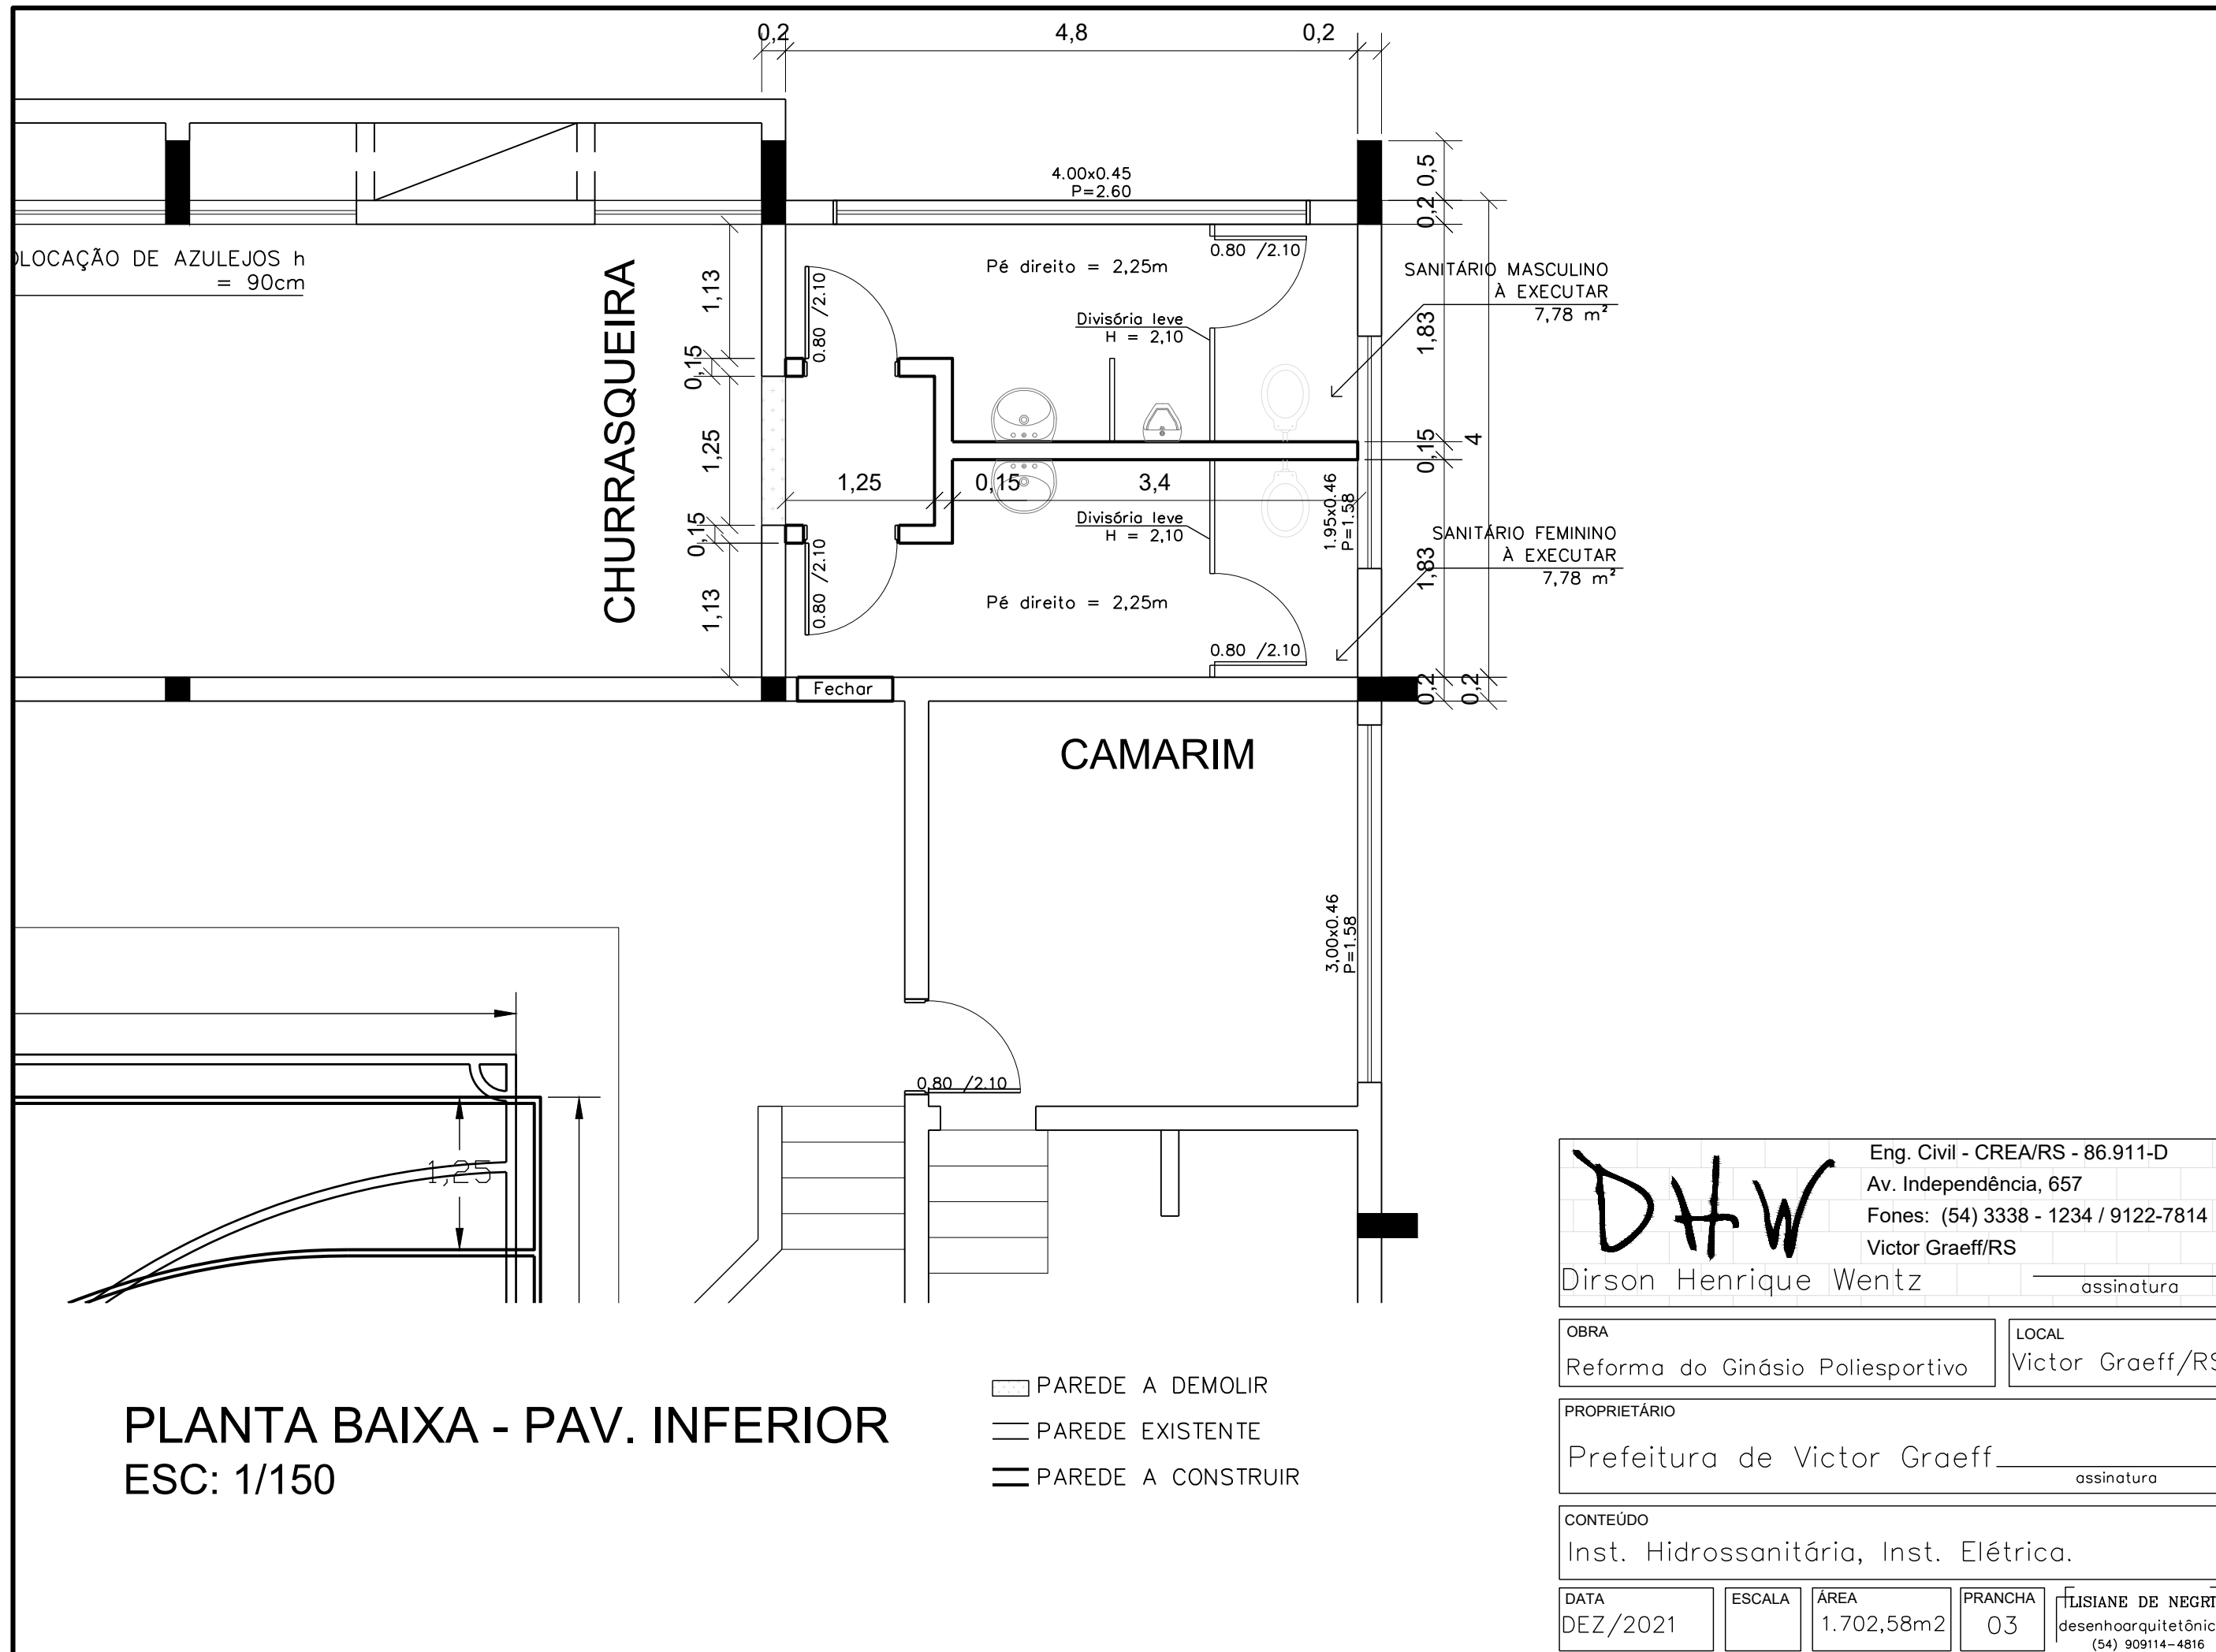 0,2
4,8
0,2
4.00x0.45
P=2.60
0,5
0,2
OLOCAÇÃO DE AZULEJOS h
= 90cm
CHURRASQUEIRA
1,13
0,15
1,25
0,15
1,13
0.80 /2.10
0.80 /2.10
Pé direito = 2,25m
0.80 /2.10
Divisória leve
H = 2,10
SANITÁRIO MASCULINO
À EXECUTAR
7,78 m²
1,83
0,15
4
1,25
0,15
3,4
1.95x0.46
P=1.58
Divisória leve
H = 2,10
SANITÁRIO FEMININO
À EXECUTAR
7,78 m²
1,83
Pé direito = 2,25m
0.80 /2.10
0,2
0,2
Fechar
CAMARIM
3,00x0.46
P=1.58
0.80 /2.10
1,25
PLANTA BAIXA - PAV. INFERIOR
ESC: 1/150
PAREDE A DEMOLIR
PAREDE EXISTENTE
PAREDE A CONSTRUIR
DHW
Eng. Civil - CREA/RS - 86.911-D
Av. Independência, 657
Fones: (54) 3338 - 1234 / 9122-7814
Victor Graeff/RS
Dirson Henrique Wentz
assinatura
OBRA
Reforma do Ginásio Poliesportivo
LOCAL
Victor Graeff/RS
PROPRIETÁRIO
Prefeitura de Victor Graeff
assinatura
CONTEÚDO
Inst. Hidrossanitária, Inst. Elétrica.
DATA
DEZ/2021
ESCALA
ÁREA
1.702,58m2
PRANCHA
03
LISIANE DE NEGRI
desenhoarquitetônic
(54) 909114-4816